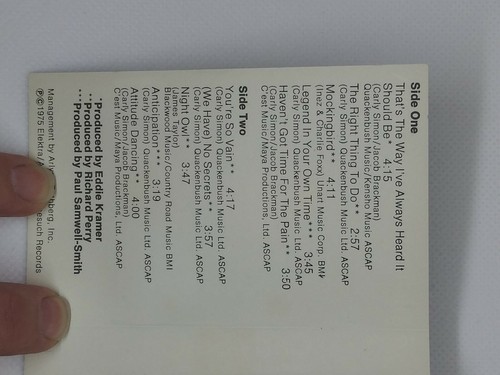 Side One
That's The Way I've Always Heard It
Should Be* 4:15
(Carly Simon/Jacob Brackman)
Quackenbush Music/Kensho Music ASCAP
The Right Thing To Do** 2:57
(Carly Simon) Quackenbush Music Ltd. ASCAP
Mockingbird** 4:11
(Inez & Charlie Foxx) Unart Music Corp. BMI
Legend In Your Own Time*** 3:45
(Carly Simon) Quackenbush Music Ltd. ASCAP
Haven't Got Time For The Pain** 3:50
(Carly Simon/Jacob Brackman)
C'est Music/Maya Productions, Ltd. ASCAP
Side Two
You're So Vain** 4:17
(Carly Simon) Quackenbush Music Ltd. ASCAP
(We Have) No Secrets** 3:57
(Carly Simon) Quackenbush Music Ltd. ASCAP
Night Owl** 3:47
(James Taylor)
Blackwood Music/Country Road Music BMI
Anticipation*** 3:19
(Carly Simon) Quackenbush Music Ltd. ASCAP
Attitude Dancing** 4:00
(Carly Simon/Jacob Brackman)
C'est Music/Maya Productions, Ltd. ASCAP
*Produced by Eddie Kramer
**Produced by Richard Perry
***Produced by Paul Samwell-Smith
Management by Inc.
℗©1975 Elektra/ Records